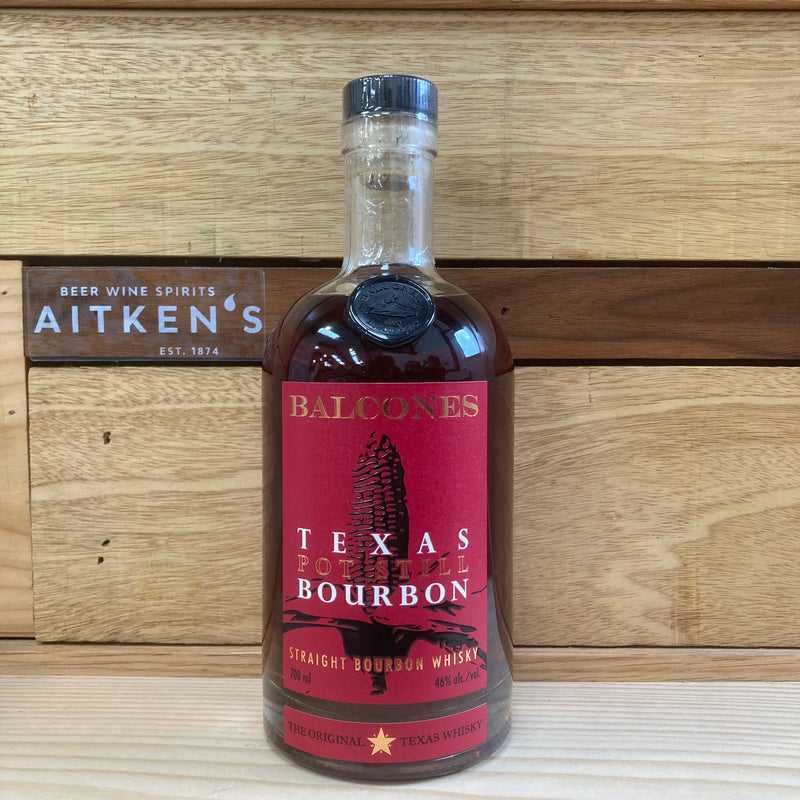 BEER WINE SPIRITS
AITKEN'S
EST. 1874
BALCONES
TEXAS
POT STILL
BOURBON
STRAIGHT BOURBON WHISKY
700 ml 46% alc./vol.
THE ORIGINAL TEXAS WHISKY